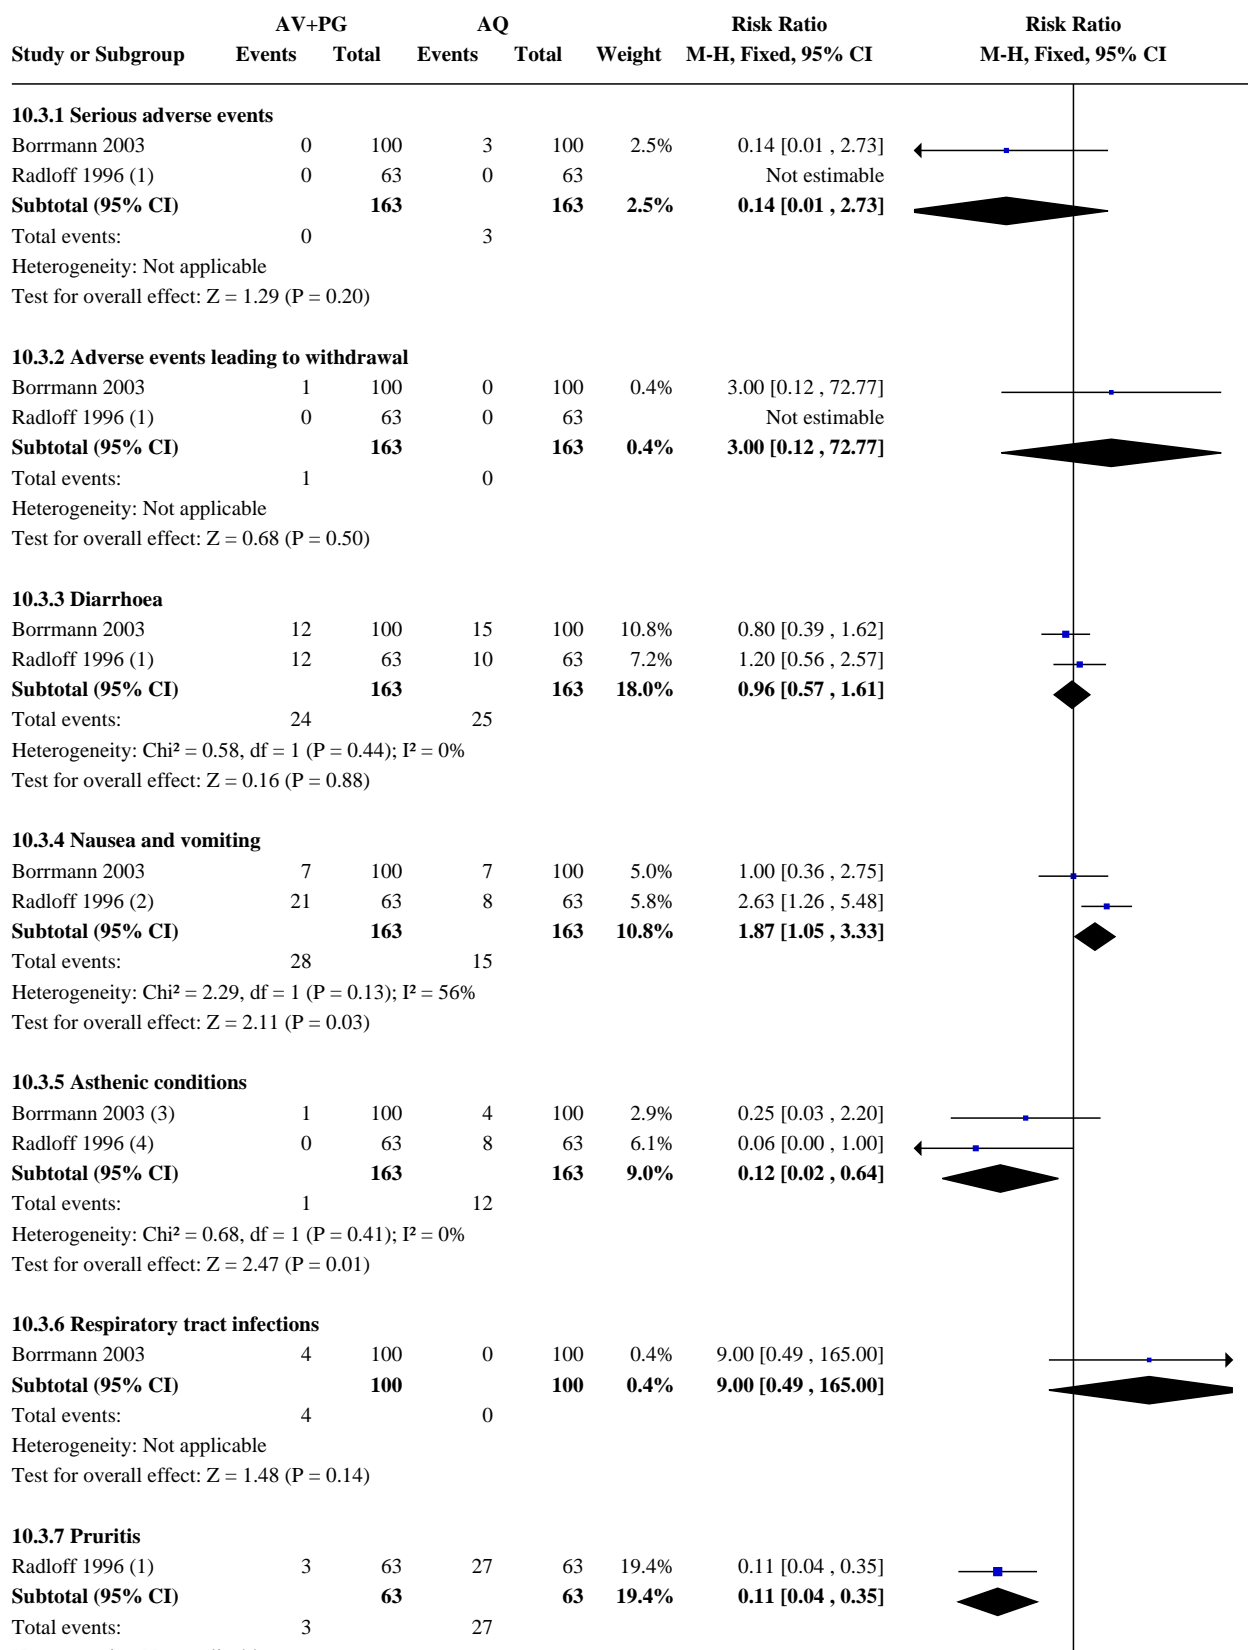 AV+PG AQ Risk Ratio Risk Ratio
Study or Subgroup Events Total Events Total Weight M-H, Fixed, 95% CI M-H, Fixed, 95% CI
10.3.1 Serious adverse events
Borrmann 2003 0 100 3 100 2.5% 0.14 [0.01 , 2.73]
Radloff 1996 (1) 0 63 0 63 Not estimable
Subtotal (95% CI) 163 163 2.5% 0.14 [0.01 , 2.73]
Total events: 0 3
Heterogeneity: Not applicable
Test for overall effect: Z = 1.29 (P = 0.20)
10.3.2 Adverse events leading to withdrawal
Borrmann 2003 1 100 0 100 0.4% 3.00 [0.12 , 72.77]
Radloff 1996 (1) 0 63 0 63 Not estimable
Subtotal (95% CI) 163 163 0.4% 3.00 [0.12 , 72.77]
Total events: 1 0
Heterogeneity: Not applicable
Test for overall effect: Z = 0.68 (P = 0.50)
10.3.3 Diarrhoea
Borrmann 2003 12 100 15 100 10.8% 0.80 [0.39 , 1.62]
Radloff 1996 (1) 12 63 10 63 7.2% 1.20 [0.56 , 2.57]
Subtotal (95% CI) 163 163 18.0% 0.96 [0.57 , 1.61]
Total events: 24 25
Heterogeneity: Chi² = 0.58, df = 1 (P = 0.44); I² = 0%
Test for overall effect: Z = 0.16 (P = 0.88)
10.3.4 Nausea and vomiting
Borrmann 2003 7 100 7 100 5.0% 1.00 [0.36 , 2.75]
Radloff 1996 (2) 21 63 8 63 5.8% 2.63 [1.26 , 5.48]
Subtotal (95% CI) 163 163 10.8% 1.87 [1.05 , 3.33]
Total events: 28 15
Heterogeneity: Chi² = 2.29, df = 1 (P = 0.13); I² = 56%
Test for overall effect: Z = 2.11 (P = 0.03)
10.3.5 Asthenic conditions
Borrmann 2003 (3) 1 100 4 100 2.9% 0.25 [0.03 , 2.20]
Radloff 1996 (4) 0 63 8 63 6.1% 0.06 [0.00 , 1.00]
Subtotal (95% CI) 163 163 9.0% 0.12 [0.02 , 0.64]
Total events: 1 12
Heterogeneity: Chi² = 0.68, df = 1 (P = 0.41); I² = 0%
Test for overall effect: Z = 2.47 (P = 0.01)
10.3.6 Respiratory tract infections
Borrmann 2003 4 100 0 100 0.4% 9.00 [0.49 , 165.00]
Subtotal (95% CI) 100 100 0.4% 9.00 [0.49 , 165.00]
Total events: 4 0
Heterogeneity: Not applicable
Test for overall effect: Z = 1.48 (P = 0.14)
10.3.7 Pruritis
Radloff 1996 (1) 3 63 27 63 19.4% 0.11 [0.04 , 0.35]
Subtotal (95% CI) 63 63 19.4% 0.11 [0.04 , 0.35]
Total events: 3 27